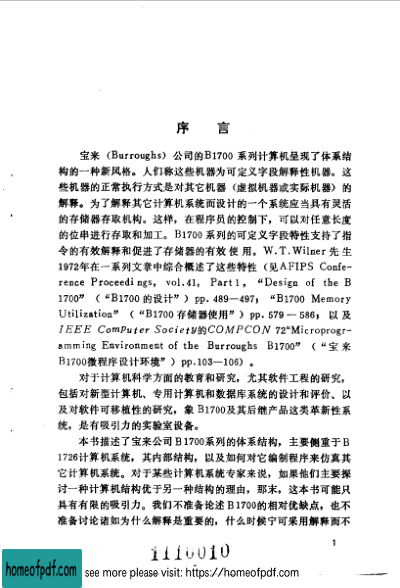 序 言
宝来（Burroughs）公司的B1700 系列计算机呈现了体系结
构的一种新风格。人们称这些机器为可定义字段解释性机器。这
些机器的正常执行方式是对其它机器（虚拟机器或实际机器）的
解释。为了解释其它计算机系统而设计的一个系统应当具有灵活
的存储器存取机构。这样，在程序员的控制下，可以对任意长度
的位串进行存取和加工。B1700 系列的可定义字段特性支持了指
令的有效解释和促进了存储器的有效使用，W.T.Wilner 先生
1972年在一系列文章中综合概述了这些特性（见AFIPS Confe-
rence Proceedings, vol.41, Part 1, “Design of the B
1700”（“B1700 的设计”）pp.489—497；“B1700 Memory
Utilization”（“B1700 存储器使用”）pp.579—586；以及
IEEE Computer Society的COMPCON 72“Microprogr-
amming Environment of the Burroughs B1700”（“宝来
B1700微程序设计环境”）pp.103—106）。
对于计算机科学方面的教育和研究，尤其软件工程的研究，
包括对新型计算机、专用计算机和数据库系统的设计和评价、以
及对软件可移植性的研究，象 B1700及其后继产品这类革新性系
统，是有吸引力的实验室设备。
本书描述了宝来公司 B1700系列的体系结构，主要侧重于B
1726计算机系统，其内部结构，以及如何对它编制程序来仿真其
它计算机系统。对于某些计算机系统专家来说，如果他们主要探
讨一种计算机结构优于另一种结构的理由，那末，这本书可能只
具有有限的吸引力。我们不准备论述 B1700的相对优缺点，也不
准备讨论诸如为什么解释是重要的，什么时候宁可采用解释而不
1
1110010
homeofpdf.com
see more please visit: https://homeofpdf.com